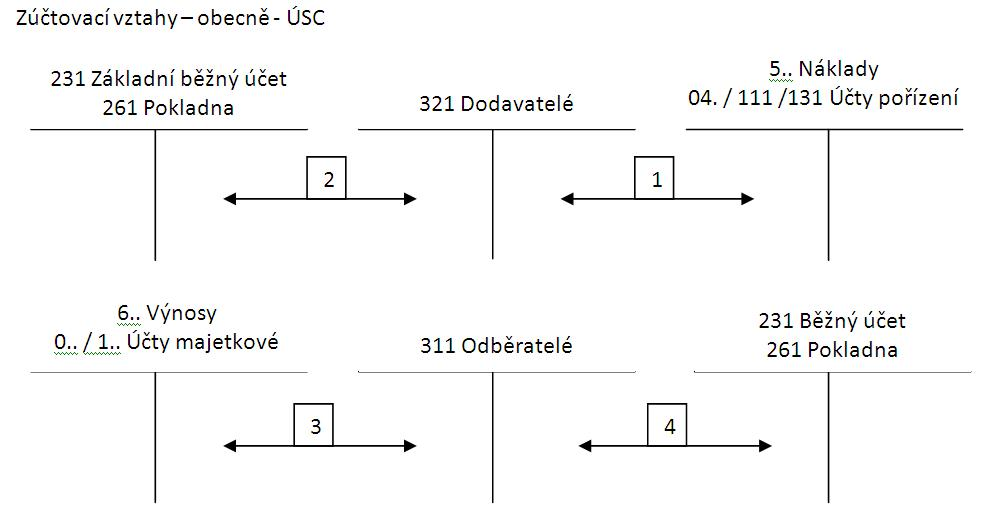 Zúčtovací vztahy – obecně - ÚSC
231 Základní běžný účet
261 Pokladna
321 Dodavatelé
5.. Náklady
04. / 111 /131 Účty pořízení
2
1
6.. Výnosy
0.. / 1.. Účty majetkové
311 Odběratelé
231 Běžný účet
261 Pokladna
3
4